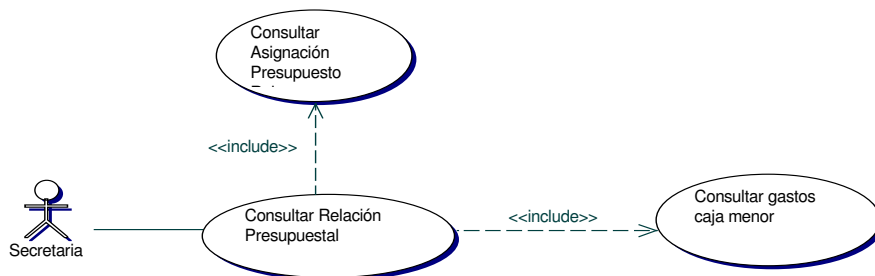 Consultar
Asignación
Presupuesto
<<include>>
Secretaria
Consultar Relación
Presupuestal
<<include>>
Consultar gastos
caja menor